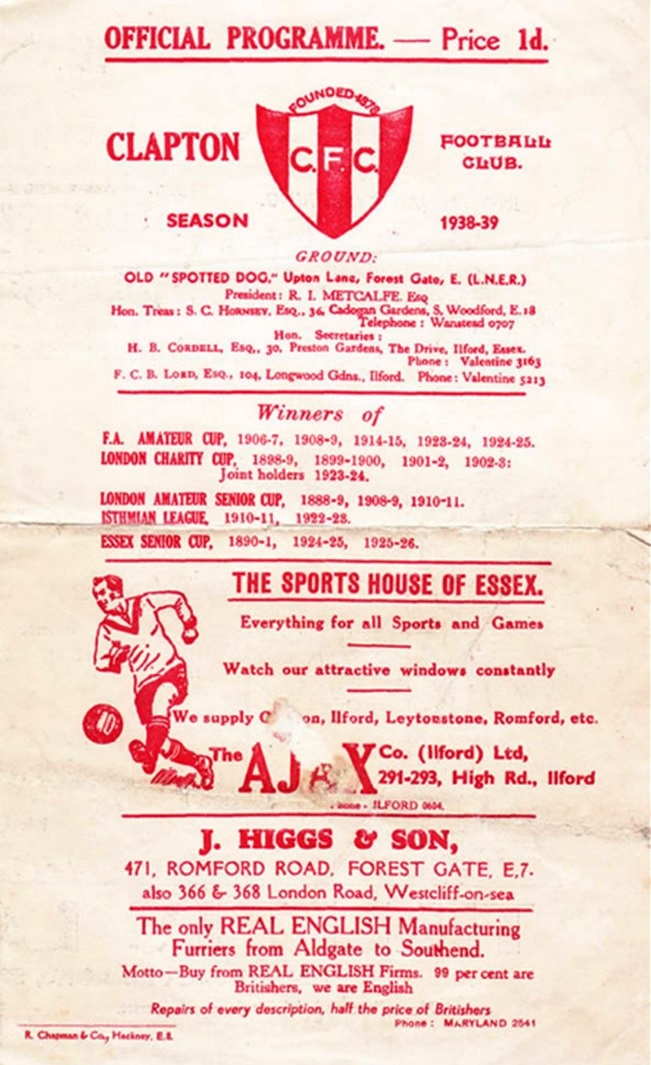 OFFICIAL PROGRAMME. — Price 1d.
FOUNDED 1878
CLAPTON C.F.C. FOOTBALL CLUB.
SEASON 1938-39
GROUND:
OLD "SPOTTED DOG," Upton Lane, Forest Gate, E. (L.N.E.R.)
President: R. I. METCALFE. Esq
Hon. Treas: S. C. HORNSEY, Esq., 36, Cadogan Gardens, S. Woodford, E.18
Telephone: Wanstead 0707
Hon. Secretaries:
H. B. CORDELL, Esq., 30, Preston Gardens, The Drive, Ilford, Essex.
Phone: Valentine 3163
F. C. B. LORD, Esq., 104, Longwood Gdns., Ilford. Phone: Valentine 5213
Winners of
F.A. AMATEUR CUP, 1906-7, 1908-9, 1914-15, 1923-24, 1924-25.
LONDON CHARITY CUP, 1898-9, 1899-1900, 1901-2, 1902-3:
Joint holders 1923-24.
LONDON AMATEUR SENIOR CUP, 1888-9, 1908-9, 1910-11.
ISTHMIAN LEAGUE, 1910-11, 1922-23.
ESSEX SENIOR CUP, 1890-1, 1924-25, 1925-26.
THE SPORTS HOUSE OF ESSEX.
Everything for all Sports and Games
Watch our attractive windows constantly
We supply on, Ilford, Leytonstone, Romford, etc.
The AJAX Co. (Ilford) Ltd,
291-293, High Rd., Ilford
ILFORD 0604.
J. HIGGS & SON,
471, ROMFORD ROAD, FOREST GATE, E,7.
also 366 & 368 London Road, Westcliff-on-sea
The only REAL ENGLISH Manufacturing
Furriers from Aldgate to Southend.
Motto—Buy from REAL ENGLISH Firms. 99 per cent are
Britishers, we are English
Repairs of every description, half the price of Britishers
Phone: MARYLAND 2541
R. Chapman & Co., Hackney, E.8.